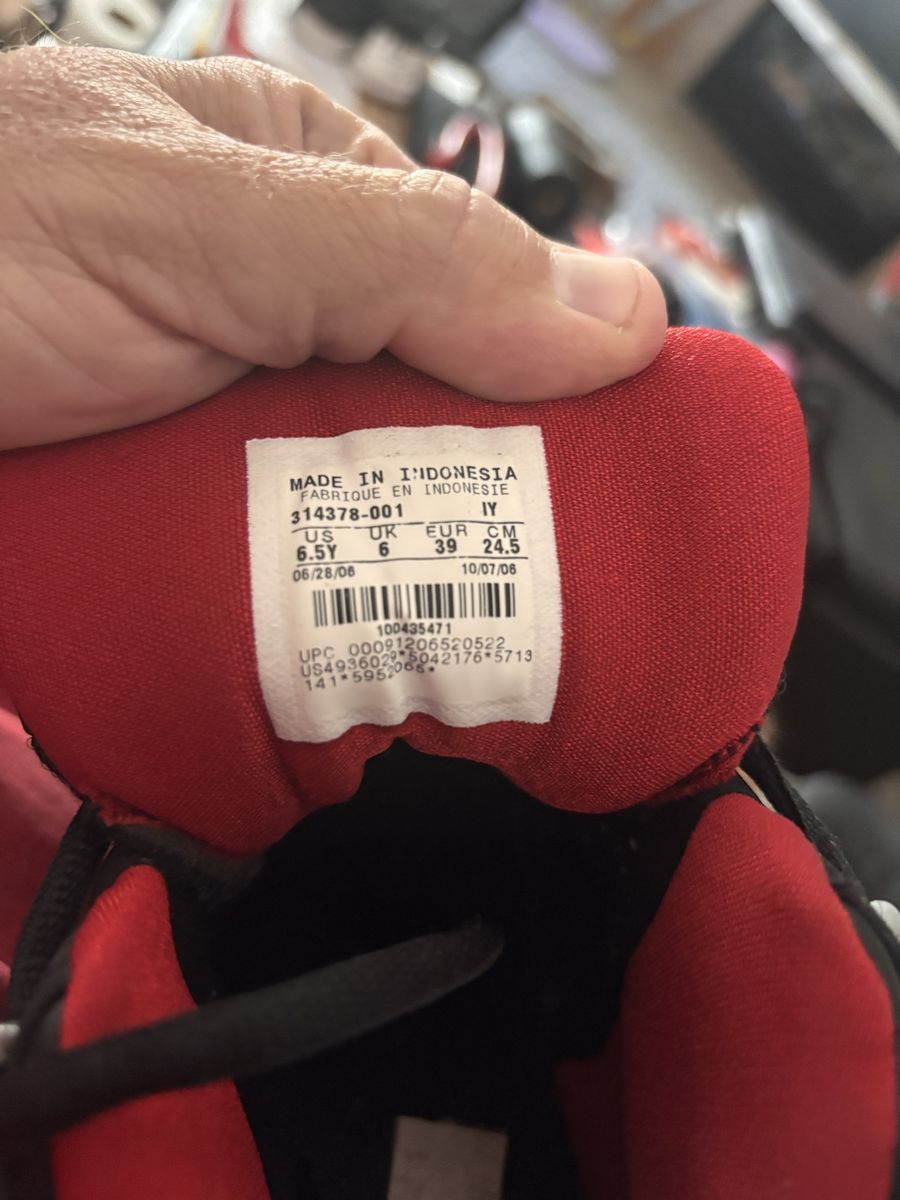 MADE IN INDONESIA
FABRIQUE EN INDONESIE
314378-001 IY
US UK EUR CM
6.5Y 6 39 24.5
06/28/06 10/07/06
100435471
UPC 00091206520522
US4936029*5042176*5713
141*5952065*